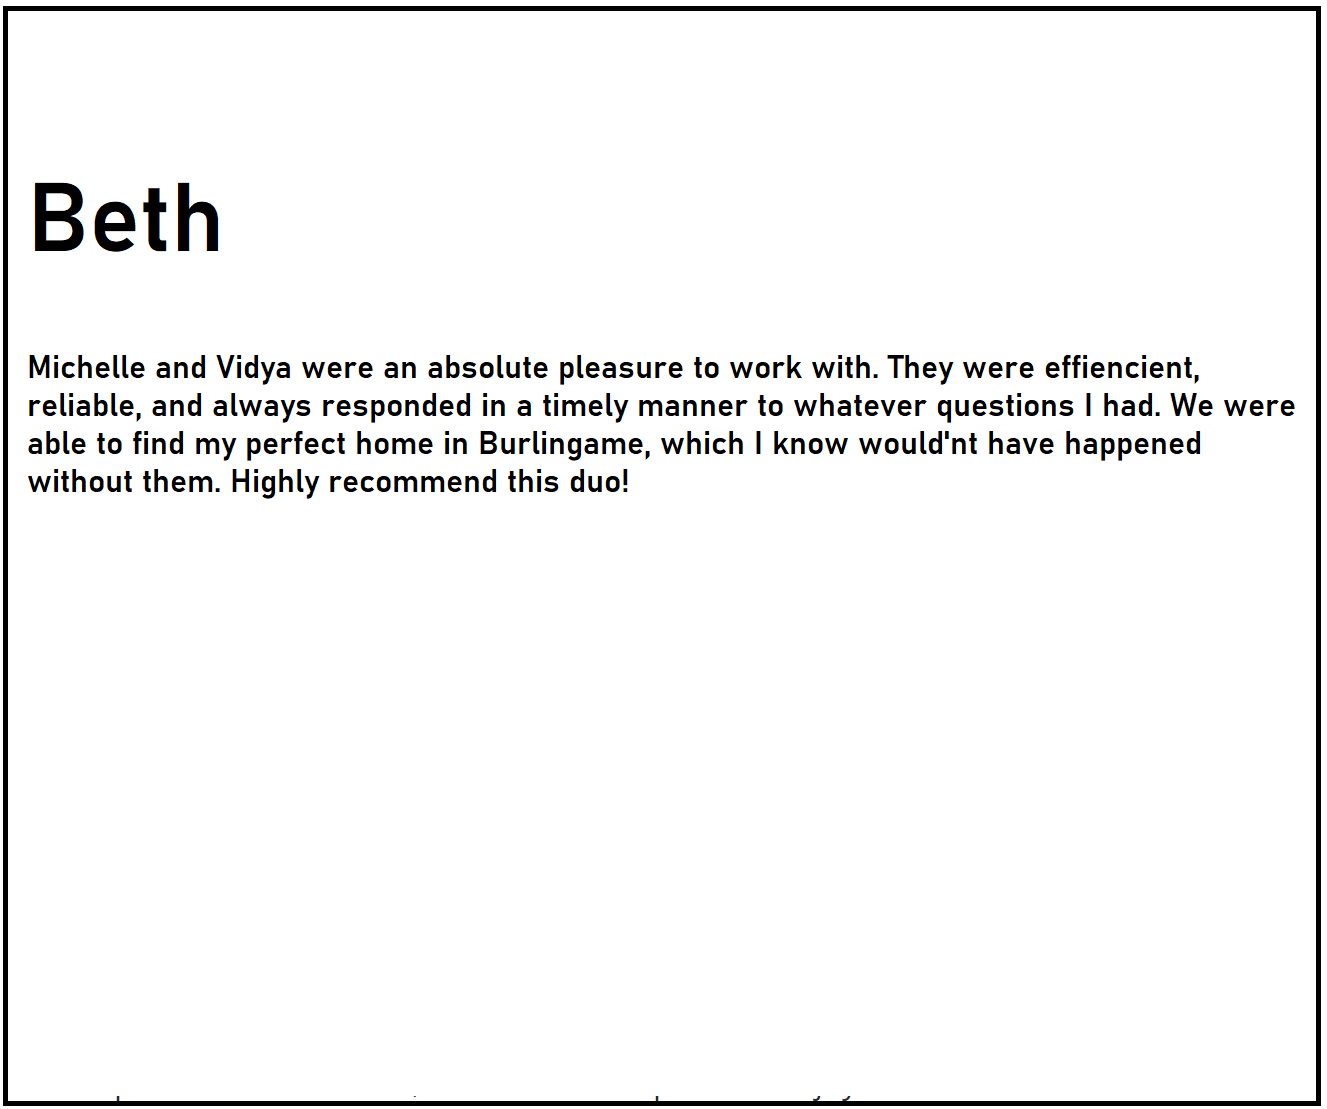 Beth
Michelle and Vidya were an absolute pleasure to work with. They were effiencient,
reliable, and always responded in a timely manner to whatever questions I had. We were
able to find my perfect home in Burlingame, which I know would'nt have happened
without them. Highly recommend this duo!